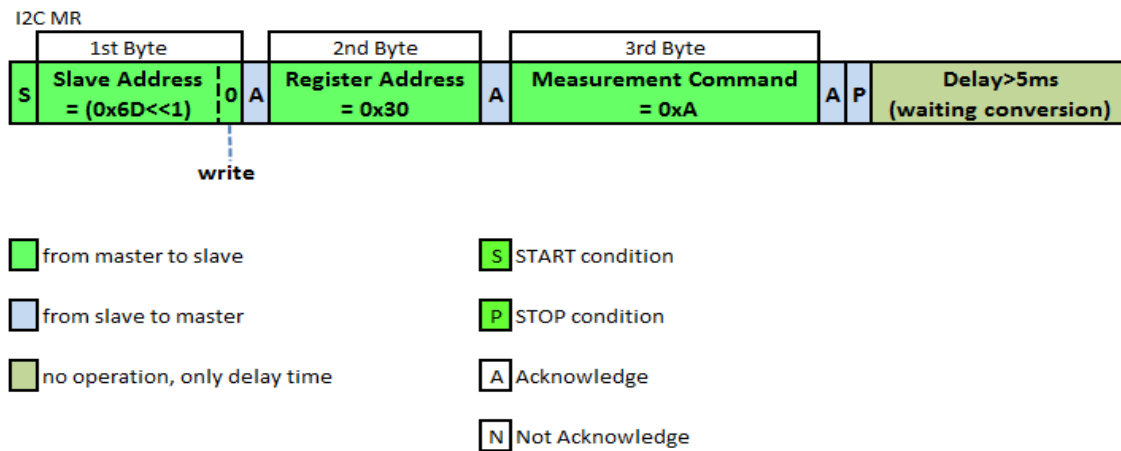 I2C MR
1st Byte 2nd Byte 3rd Byte
S Slave Address 0 A Register Address A Measurement Command A P Delay>5ms
= (0x6D<<1) = 0x30 = 0xA (waiting conversion)
write
from master to slave S START condition
from slave to master P STOP condition
no operation, only delay time A Acknowledge
N Not Acknowledge